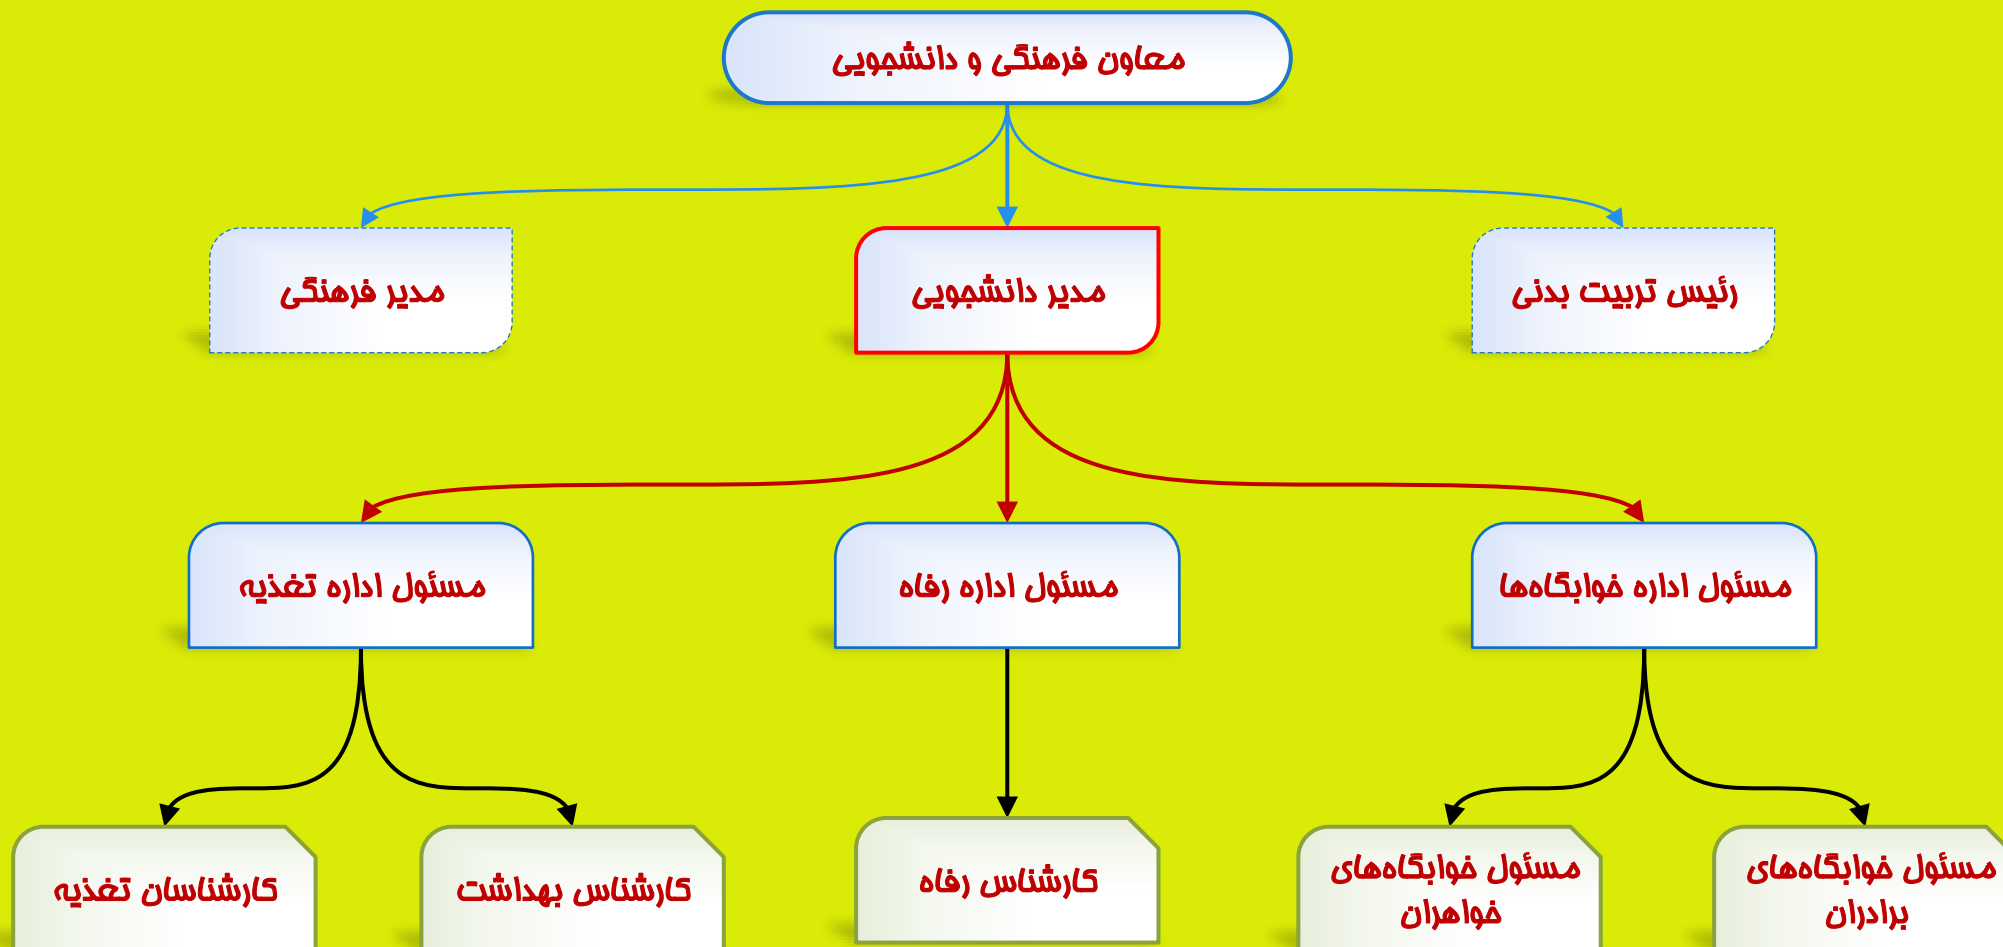 معاون فرهنگی و دانشجویی
رئیس تربیت بدنی
مدیر دانشجویی
مدیر فرهنگی
مسئول اداره خوابگاه‌ها
مسئول اداره رفاه
مسئول اداره تغذیه
مسئول خوابگاه‌های
برادران
مسئول خوابگاه‌های
خواهران
کارشناس رفاه
کارشناس بهداشت
کارشناسان تغذیه